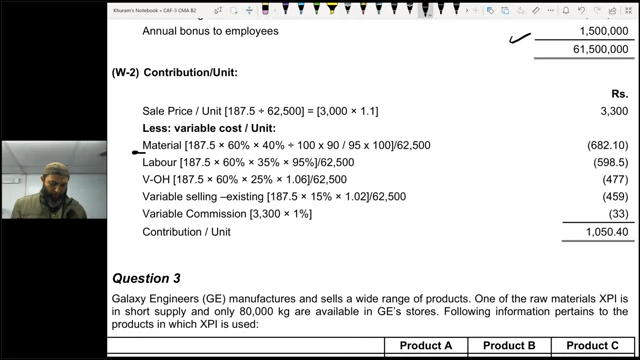 Khuram's Notebook » CAF-3 CMA B2
Annual bonus to employees 1,500,000
61,500,000
(W-2) Contribution/Unit:
Rs.
Sale Price / Unit [187.5 ÷ 62,500] = [3,000 × 1.1] 3,300
Less: variable cost / Unit:
Material [187.5 × 60% × 40% ÷ 100 x 90 / 95 x 100]/62,500 (682.10)
Labour [187.5 × 60% × 35% × 95%]/62,500 (598.5)
V-OH [187.5 × 60% × 25% × 1.06]/62,500 (477)
Variable selling –existing [187.5 × 15% × 1.02]/62,500 (459)
Variable Commission [3,300 × 1%] (33)
Contribution / Unit 1,050.40
Question 3
Galaxy Engineers (GE) manufactures and sells a wide range of products. One of the raw materials XPI is
in short supply and only 80,000 kg are available in GE's stores. Following information pertains to the
products in which XPI is used:
Product A Product B Product C